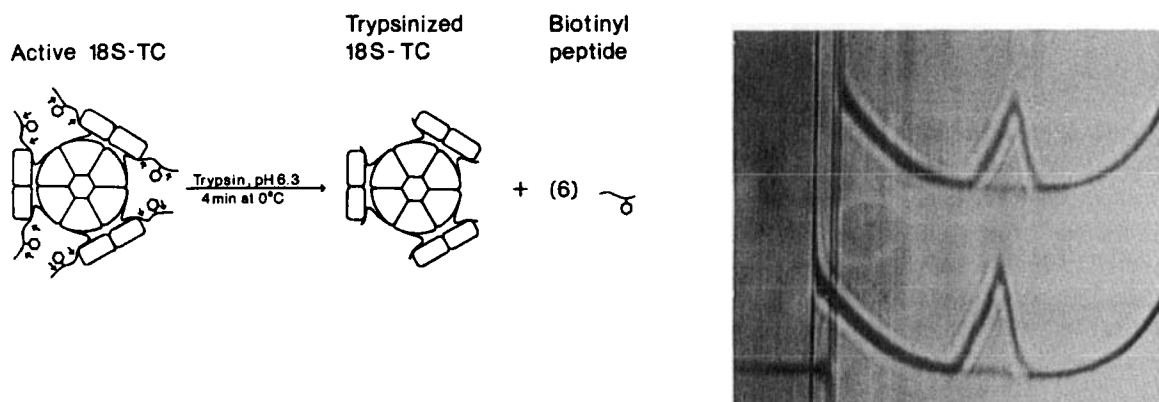 Active 18S-TC
Trypsinized
18S-TC
Biotinyl
peptide
Trypsin, pH 6.3
4 min at 0°C
+ (6)